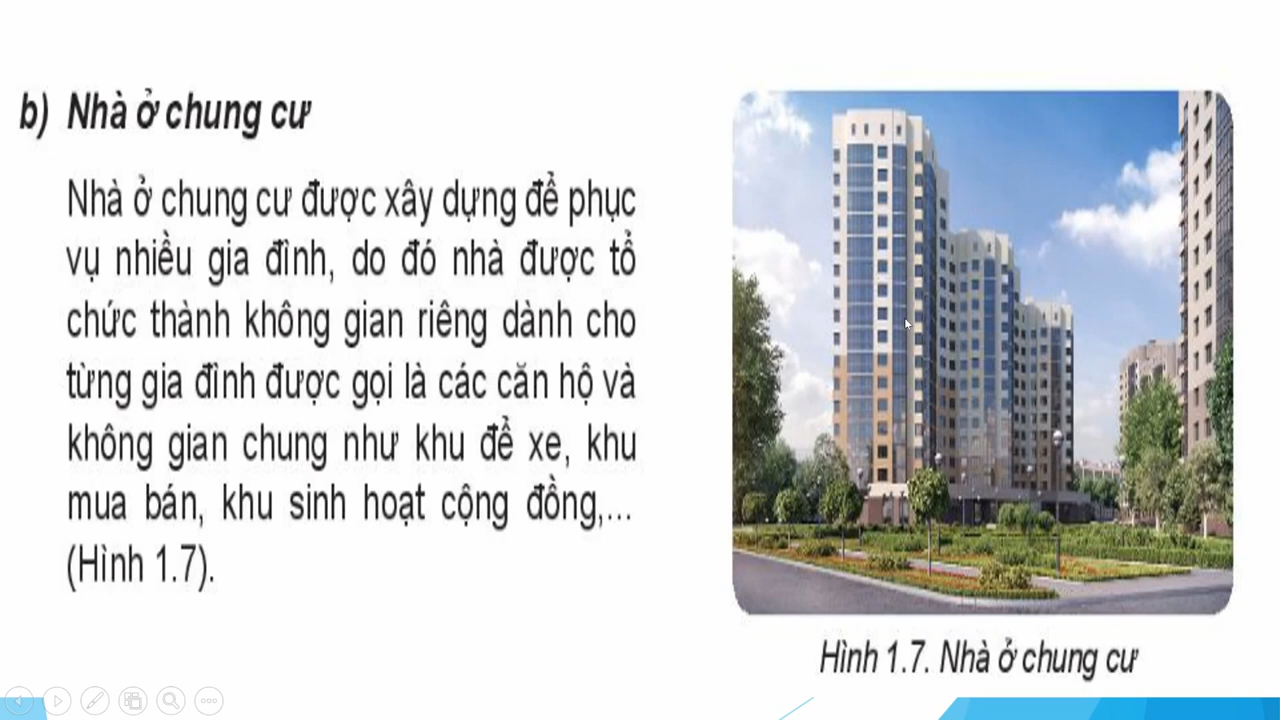 b) Nhà ở chung cư
Nhà ở chung cư được xây dựng để phục
vụ nhiều gia đình, do đó nhà được tổ
chức thành không gian riêng dành cho
từng gia đình được gọi là các căn hộ và
không gian chung như khu để xe, khu
mua bán, khu sinh hoạt cộng đồng,...
(Hình 1.7).
Hình 1.7. Nhà ở chung cư